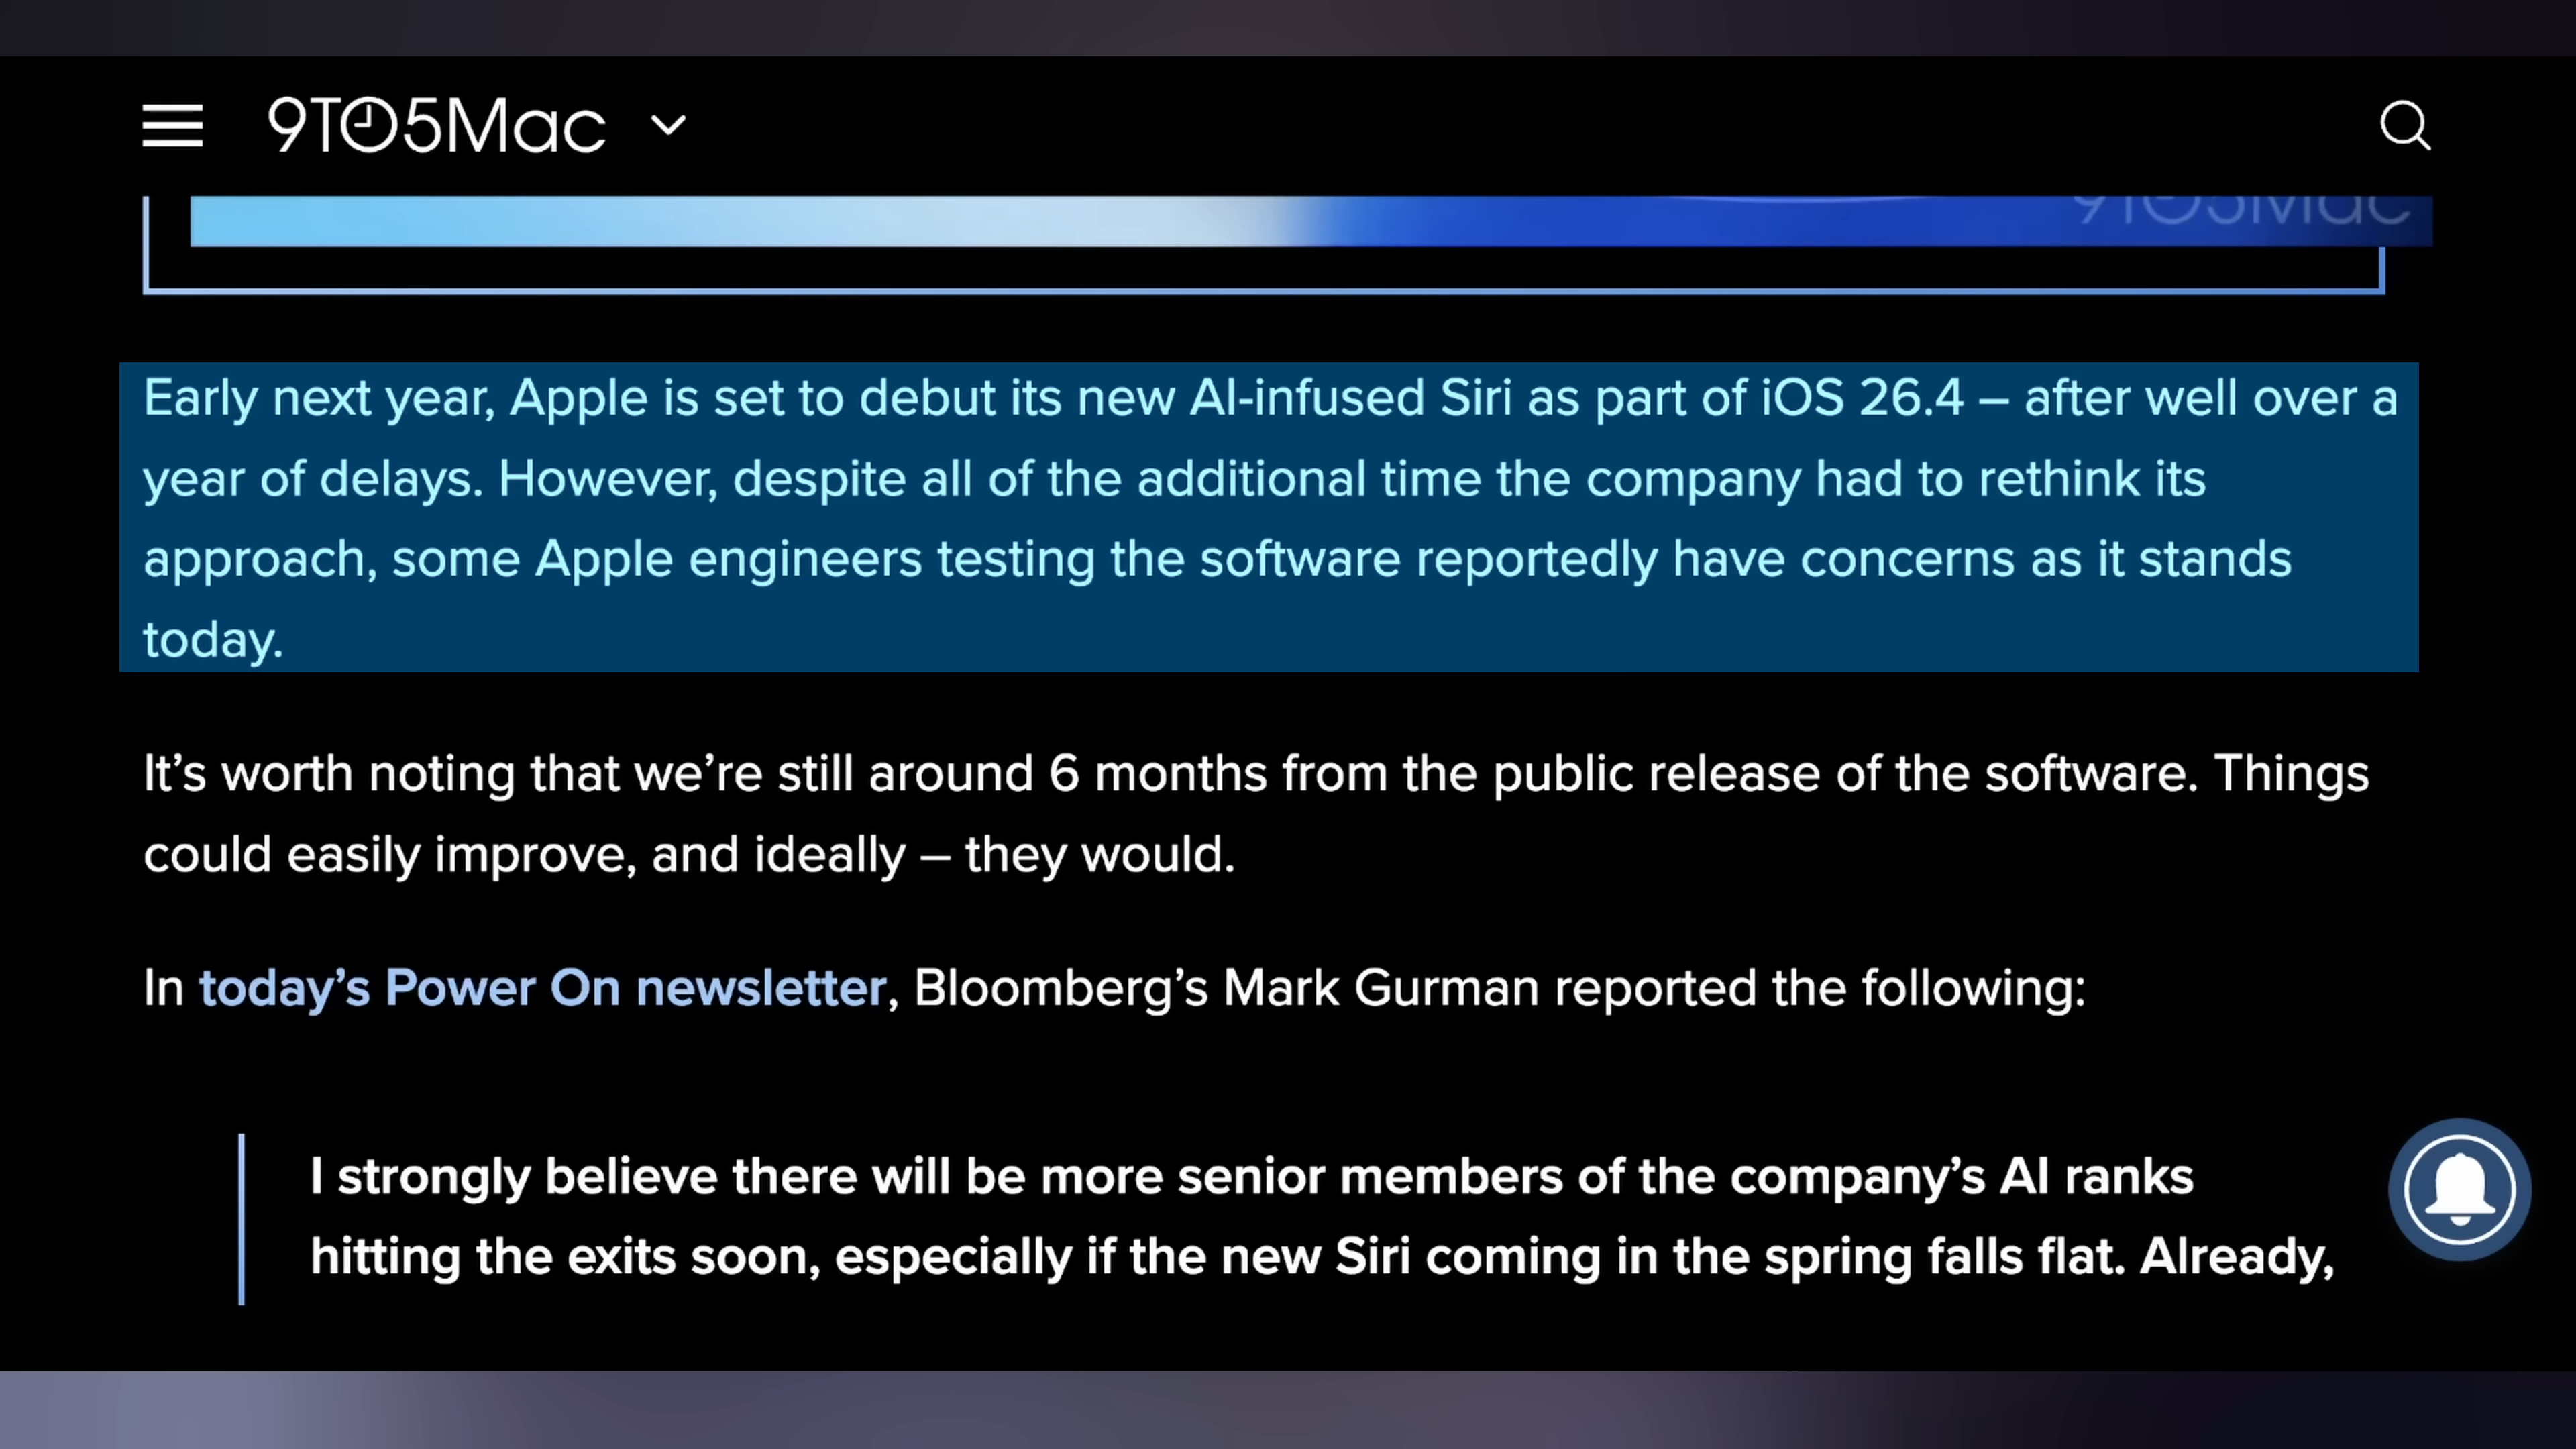 9TO5Mac
9TO5Mac
Early next year, Apple is set to debut its new AI-infused Siri as part of iOS 26.4 – after well over a
year of delays. However, despite all of the additional time the company had to rethink its
approach, some Apple engineers testing the software reportedly have concerns as it stands
today.
It’s worth noting that we’re still around 6 months from the public release of the software. Things
could easily improve, and ideally – they would.
In today’s Power On newsletter, Bloomberg’s Mark Gurman reported the following:
I strongly believe there will be more senior members of the company’s AI ranks
hitting the exits soon, especially if the new Siri coming in the spring falls flat. Already,